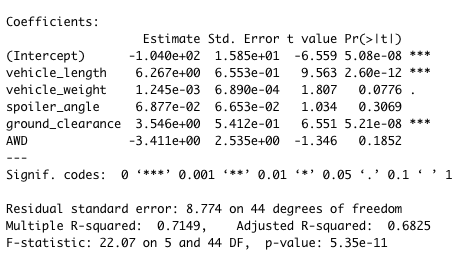 Coefficients:
Estimate Std. Error t value Pr(>|t|)
(Intercept) -1.040e+02 1.585e+01 -6.559 5.08e-08 ***
vehicle_length 6.267e+00 6.553e-01 9.563 2.60e-12 ***
vehicle_weight 1.245e-03 6.890e-04 1.807 0.0776 .
spoiler_angle 6.877e-02 6.653e-02 1.034 0.3069
ground_clearance 3.546e+00 5.412e-01 6.551 5.21e-08 ***
AWD -3.411e+00 2.535e+00 -1.346 0.1852
---
Signif. codes: 0 ‘***’ 0.001 ‘**’ 0.01 ‘*’ 0.05 ‘.’ 0.1 ‘ ’ 1
Residual standard error: 8.774 on 44 degrees of freedom
Multiple R-squared: 0.7149, Adjusted R-squared: 0.6825
F-statistic: 22.07 on 5 and 44 DF, p-value: 5.35e-11